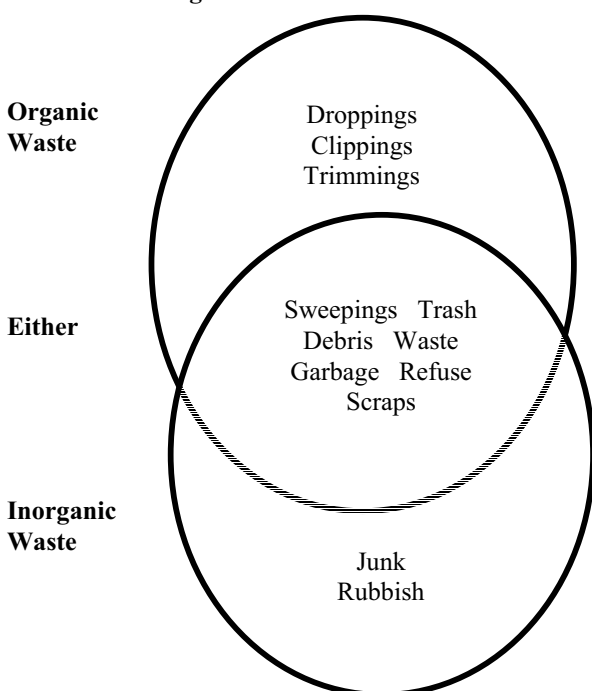 Organic
Waste
Droppings
Clippings
Trimmings
Either
Sweepings Trash
Debris Waste
Garbage Refuse
Scraps
Inorganic
Waste
Junk
Rubbish